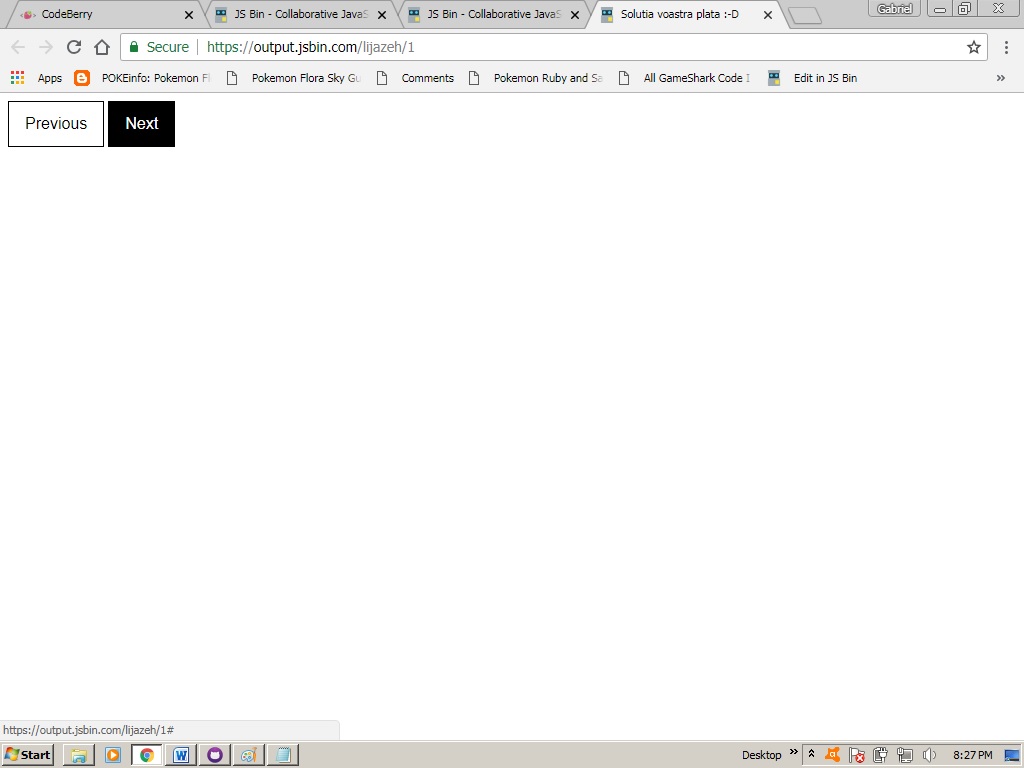 CodeBerry
JS Bin - Collaborative JavaS
JS Bin - Collaborative JavaS
Solutia voastra plata :-D
Gabriel
Secure
https://output.jsbin.com/lijazeh/1
Apps
POKEinfo: Pokemon Fl
Pokemon Flora Sky Gu
Comments
Pokemon Ruby and Sa
All GameShark Code I
Edit in JS Bin
»
Previous
Next
https://output.jsbin.com/lijazeh/1#
Start
Desktop
8:27 PM